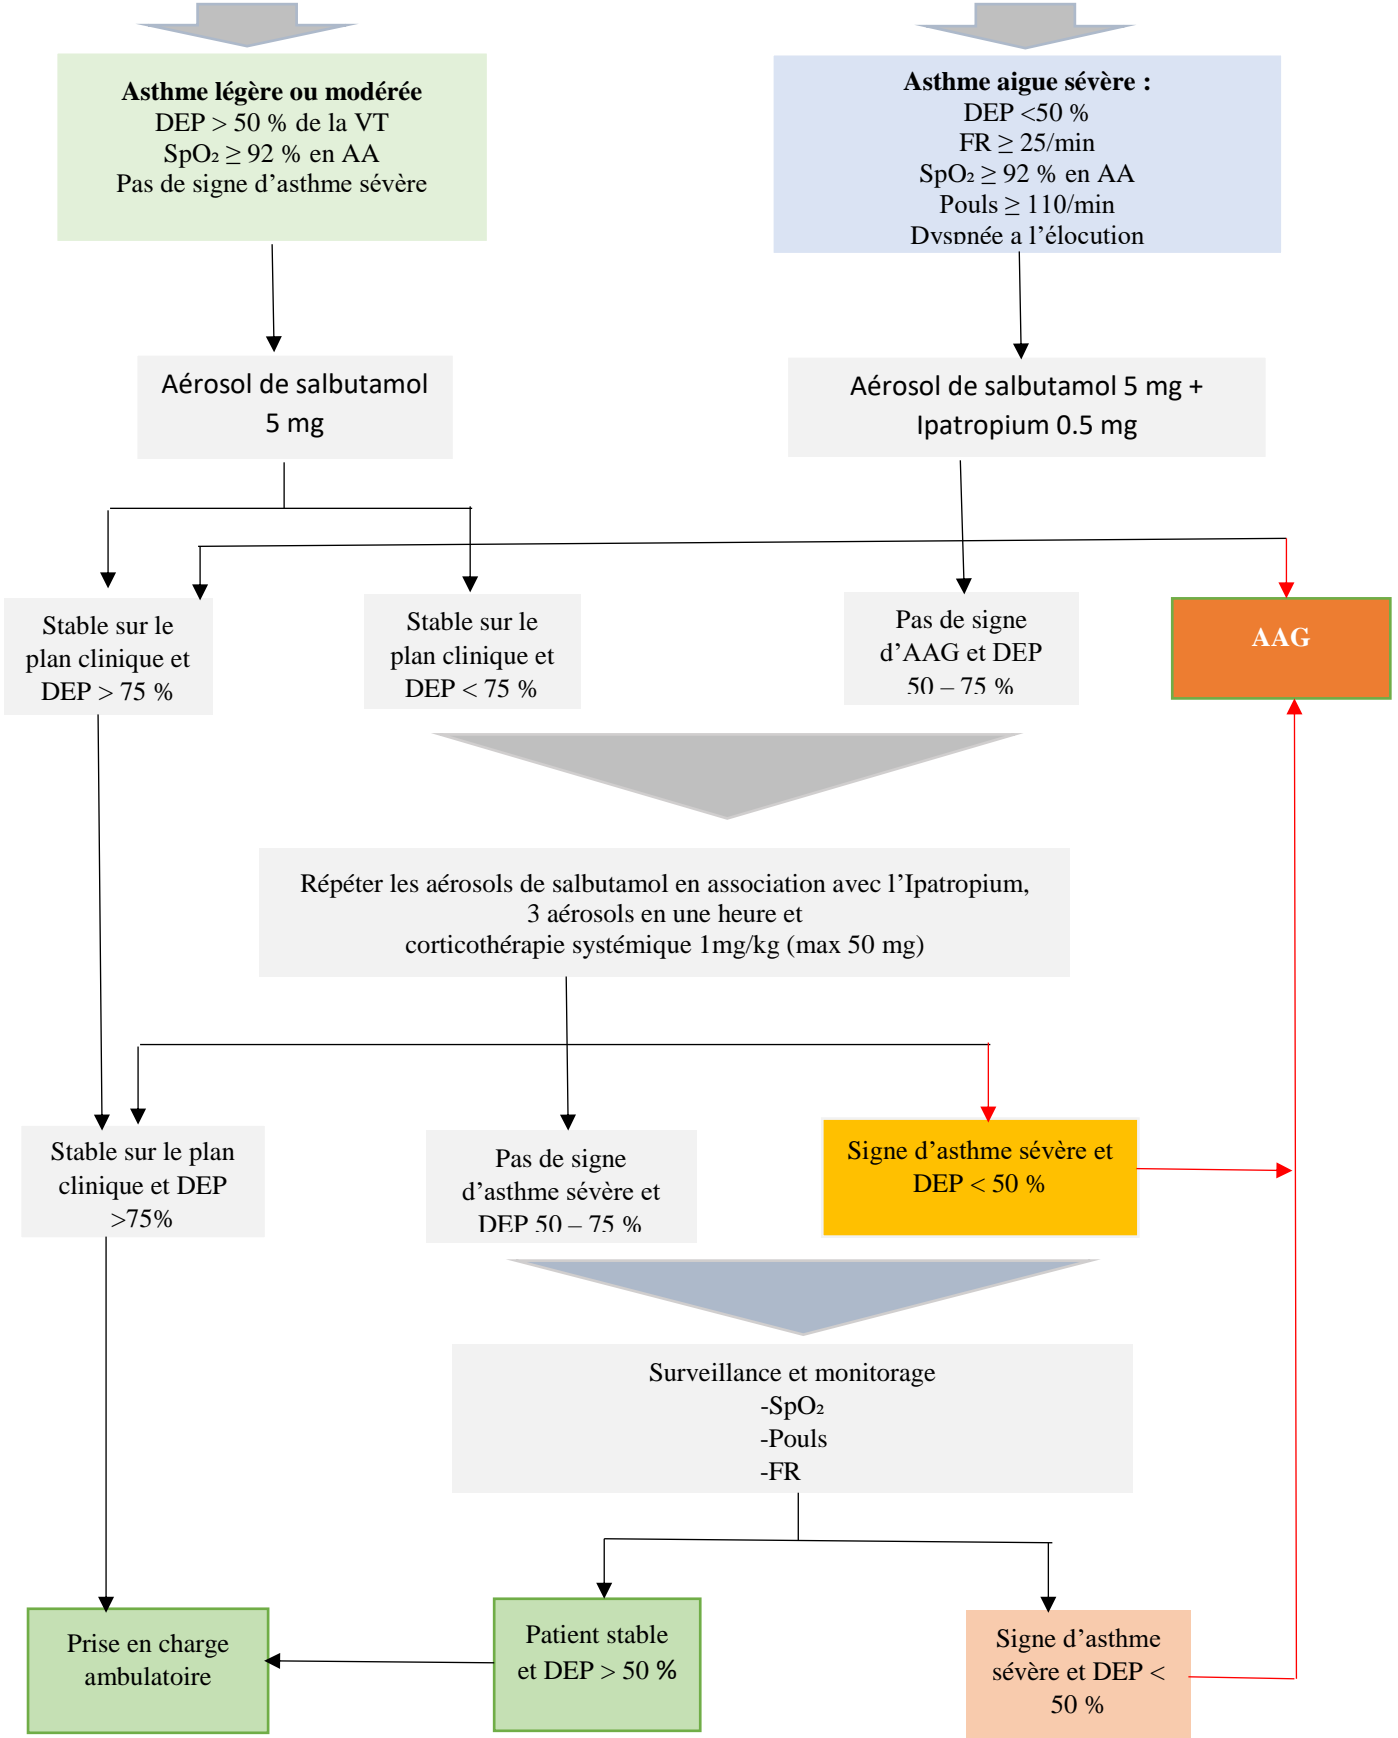 Asthme légère ou modérée
DEP > 50 % de la VT
SpO₂ ≥ 92 % en AA
Pas de signe d’asthme sévère
Asthme aigue sévère :
DEP <50 %
FR ≥ 25/min
SpO₂ ≥ 92 % en AA
Pouls ≥ 110/min
Dyspnée a l’élocution
Aérosol de salbutamol
5 mg
Aérosol de salbutamol 5 mg +
Ipatropium 0.5 mg
Stable sur le
plan clinique et
DEP > 75 %
Stable sur le
plan clinique et
DEP < 75 %
Pas de signe
d’AAG et DEP
50 – 75 %
AAG
Répéter les aérosols de salbutamol en association avec l’Ipatropium,
3 aérosols en une heure et
corticothérapie systémique 1mg/kg (max 50 mg)
Stable sur le plan
clinique et DEP
>75%
Pas de signe
d’asthme sévère et
DEP 50 – 75 %
Signe d’asthme sévère et
DEP < 50 %
Surveillance et monitorage
-SpO₂
-Pouls
-FR
Prise en charge
ambulatoire
Patient stable
et DEP > 50 %
Signe d’asthme
sévère et DEP <
50 %